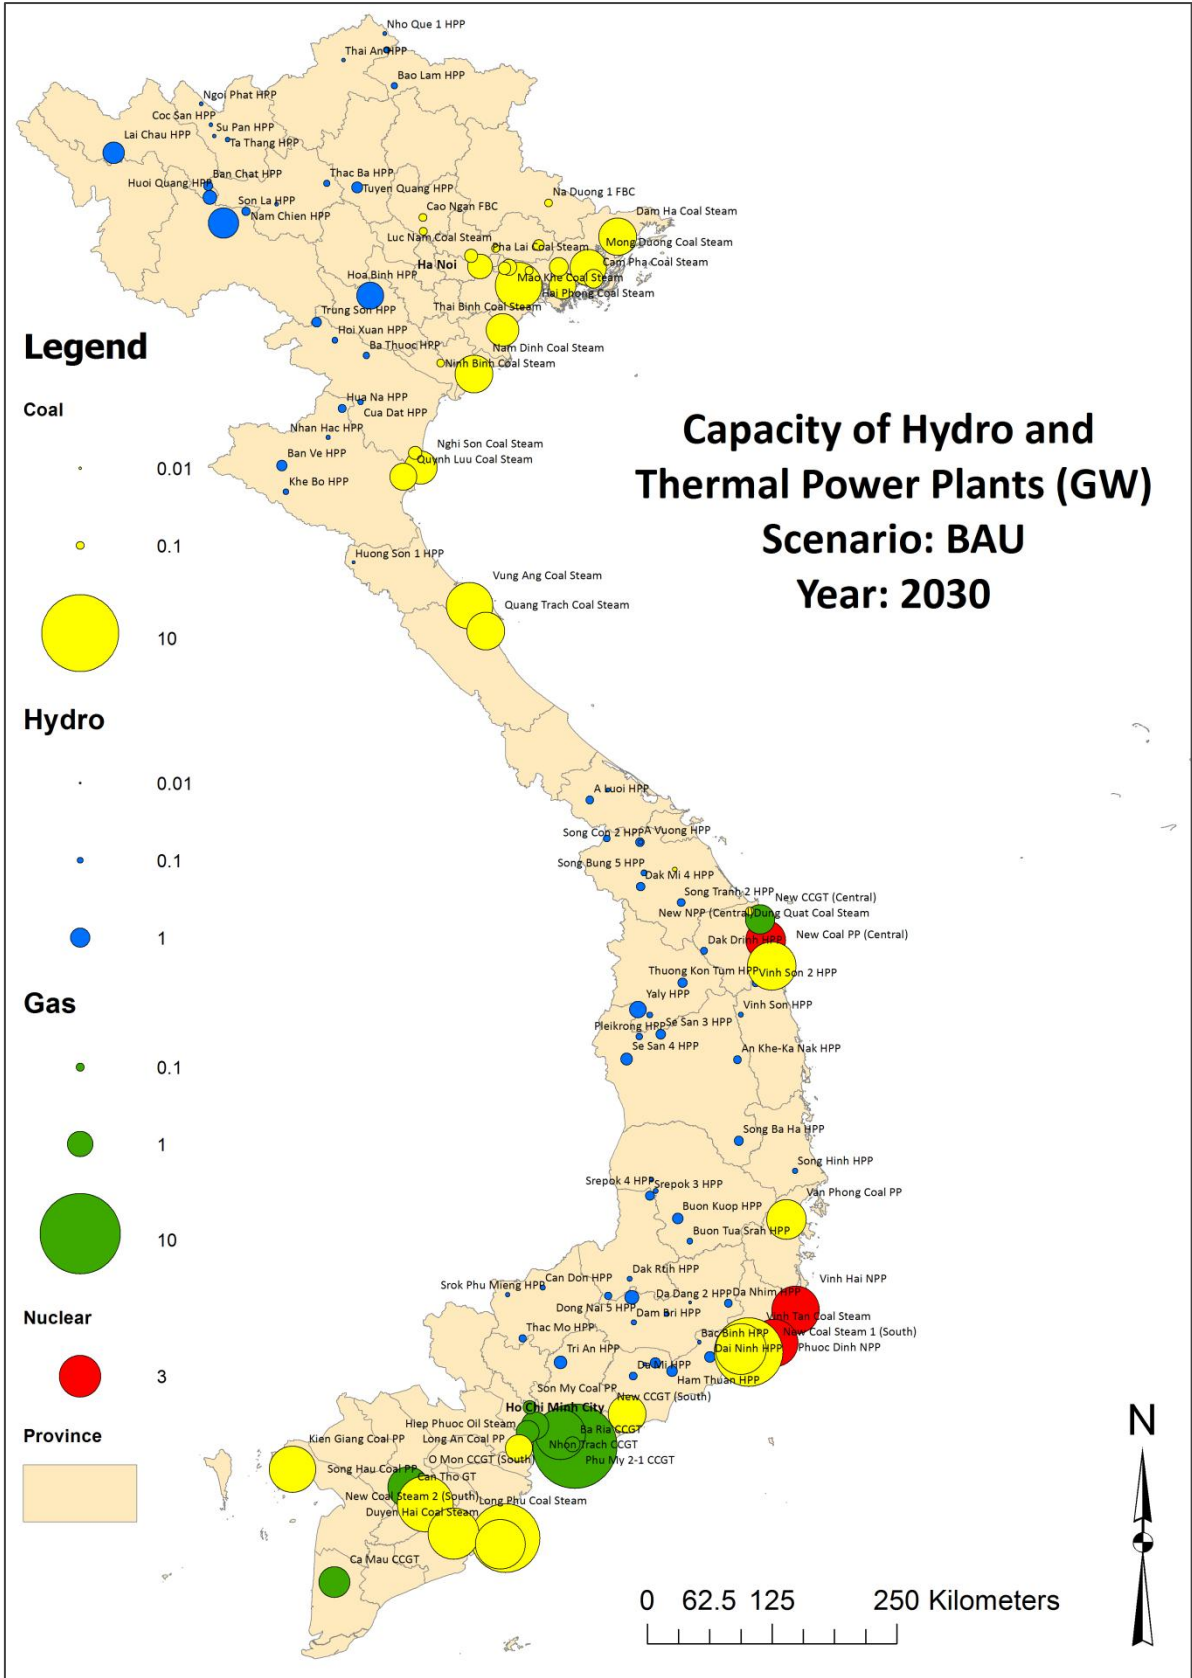 Nho Que 1 HPP
Thai An HPP
Bao Lam HPP
Ngoi Phat HPP
Coc San HPP
Su Pan HPP
Lai Chau HPP
Ta Thang HPP
Ban Chat HPP
Thac Ba HPP
Huoi Quang HPP
Tuyen Quang HPP
Na Duong 1 FBC
Son La HPP
Cao Ngan FBC
Dam Ha Coal Steam
Nam Chien HPP
Luc Nam Coal Steam
Pha Lai Coal Steam
Mong Duong Coal Steam
Ha Noi
Cam Pha Coal Steam
Hoa Binh HPP
Mao Khe Coal Steam
Hai Phong Coal Steam
Trung Son HPP
Thai Binh Coal Steam
Legend
Hoi Xuan HPP
Ba Thuoc HPP
Nam Dinh Coal Steam
Ninh Binh Coal Steam
Coal
Hua Na HPP
Cua Dat HPP
Capacity of Hydro and
Thermal Power Plants (GW)
Scenario: BAU
Year: 2030
Nhan Hac HPP
Nghi Son Coal Steam
Ban Ve HPP
Quynh Luu Coal Steam
0.01
Khe Bo HPP
0.1
Huong Son 1 HPP
Vung Ang Coal Steam
Quang Trach Coal Steam
10
Hydro
0.01
A Luoi HPP
Song Con 2 HPP
A Vuong HPP
0.1
Song Bung 5 HPP
Dak Mi 4 HPP
Song Tranh 2 HPP
New CCGT (Central)
New NPP (Central)
Dung Quat Coal Steam
1
Dak Drinh HPP
New Coal PP (Central)
Thuong Kon Tum HPP
Vinh Son 2 HPP
Gas
Yaly HPP
Vinh Son HPP
Pleikrong HPP
Se San 3 HPP
Se San 4 HPP
An Khe-Ka Nak HPP
0.1
1
Song Ba Ha HPP
Song Hinh HPP
Srepok 4 HPP
Srepok 3 HPP
Van Phong Coal PP
Buon Kuop HPP
Buon Tua Srah HPP
10
Dak Rtih HPP
Vinh Hai NPP
Srok Phu Mieng HPP
Can Don HPP
Da Dang 2 HPP
Da Nhim HPP
Nuclear
Dong Nai 5 HPP
Dam Bri HPP
Vinh Tan Coal Steam
Thac Mo HPP
Bac Binh HPP
New Coal Steam 1 (South)
Tri An HPP
Dai Ninh HPP
Phuoc Dinh NPP
3
Da Mi HPP
Ham Thuan HPP
Son My Coal PP
New CCGT (South)
Ho Chi Minh City
Province
Hiep Phuoc Oil Steam
Ba Ria CCGT
Kien Giang Coal PP
Long An Coal PP
Nhon Trach CCGT
O Mon CCGT (South)
Phu My 2-1 CCGT
Song Hau Coal PP
Can Tho GT
New Coal Steam 2 (South)
Long Phu Coal Steam
Duyen Hai Coal Steam
Ca Mau CCGT
N
0 62.5 125 250 Kilometers